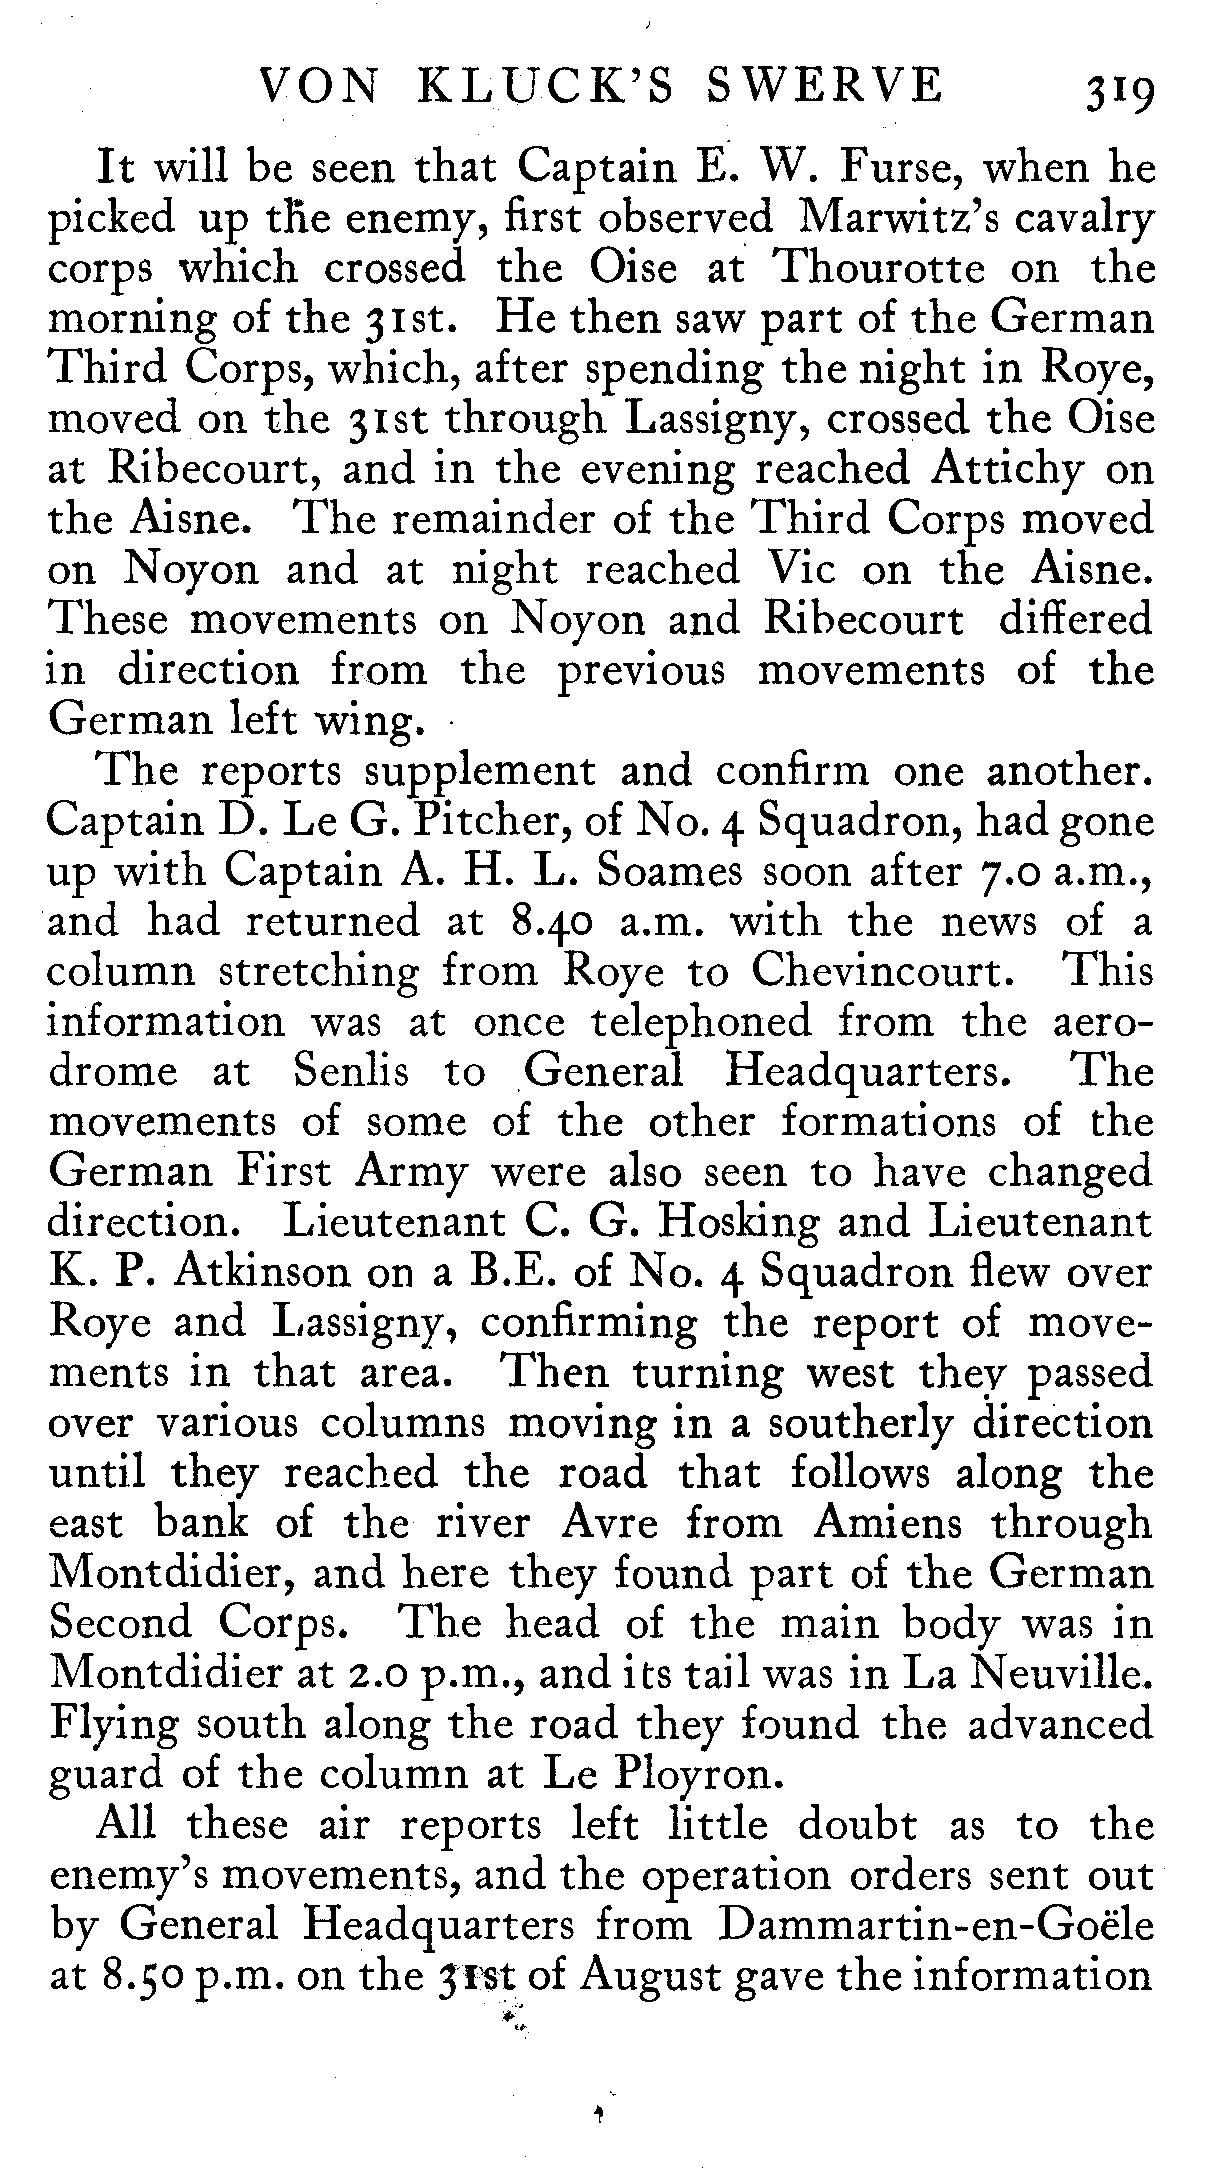 VON KLUCK'S SWERVE 319
It will be seen that Captain E. W. Furse, when he
picked up the enemy, first observed Marwitz's cavalry
corps which crossed the Oise at Thourotte on the
morning of the 31st. He then saw part of the German
Third Corps, which, after spending the night in Roye,
moved on the 31st through Lassigny, crossed the Oise
at Ribecourt, and in the evening reached Attichy on
the Aisne. The remainder of the Third Corps moved
on Noyon and at night reached Vic on the Aisne.
These movements on Noyon and Ribecourt differed
in direction from the previous movements of the
German left wing.
The reports supplement and confirm one another.
Captain D. Le G. Pitcher, of No. 4 Squadron, had gone
up with Captain A. H. L. Soames soon after 7.0 a.m.,
and had returned at 8.40 a.m. with the news of a
column stretching from Roye to Chevincourt. This
information was at once telephoned from the aero-
drome at Senlis to General Headquarters. The
movements of some of the other formations of the
German First Army were also seen to have changed
direction. Lieutenant C. G. Hosking and Lieutenant
K. P. Atkinson on a B.E. of No. 4 Squadron flew over
Roye and Lassigny, confirming the report of move-
ments in that area. Then turning west they passed
over various columns moving in a southerly direction
until they reached the road that follows along the
east bank of the river Avre from Amiens through
Montdidier, and here they found part of the German
Second Corps. The head of the main body was in
Montdidier at 2.0 p.m., and its tail was in La Neuville.
Flying south along the road they found the advanced
guard of the column at Le Ployron.
All these air reports left little doubt as to the
enemy's movements, and the operation orders sent out
by General Headquarters from Dammartin-en-Goële
at 8.50 p.m. on the 31st of August gave the information